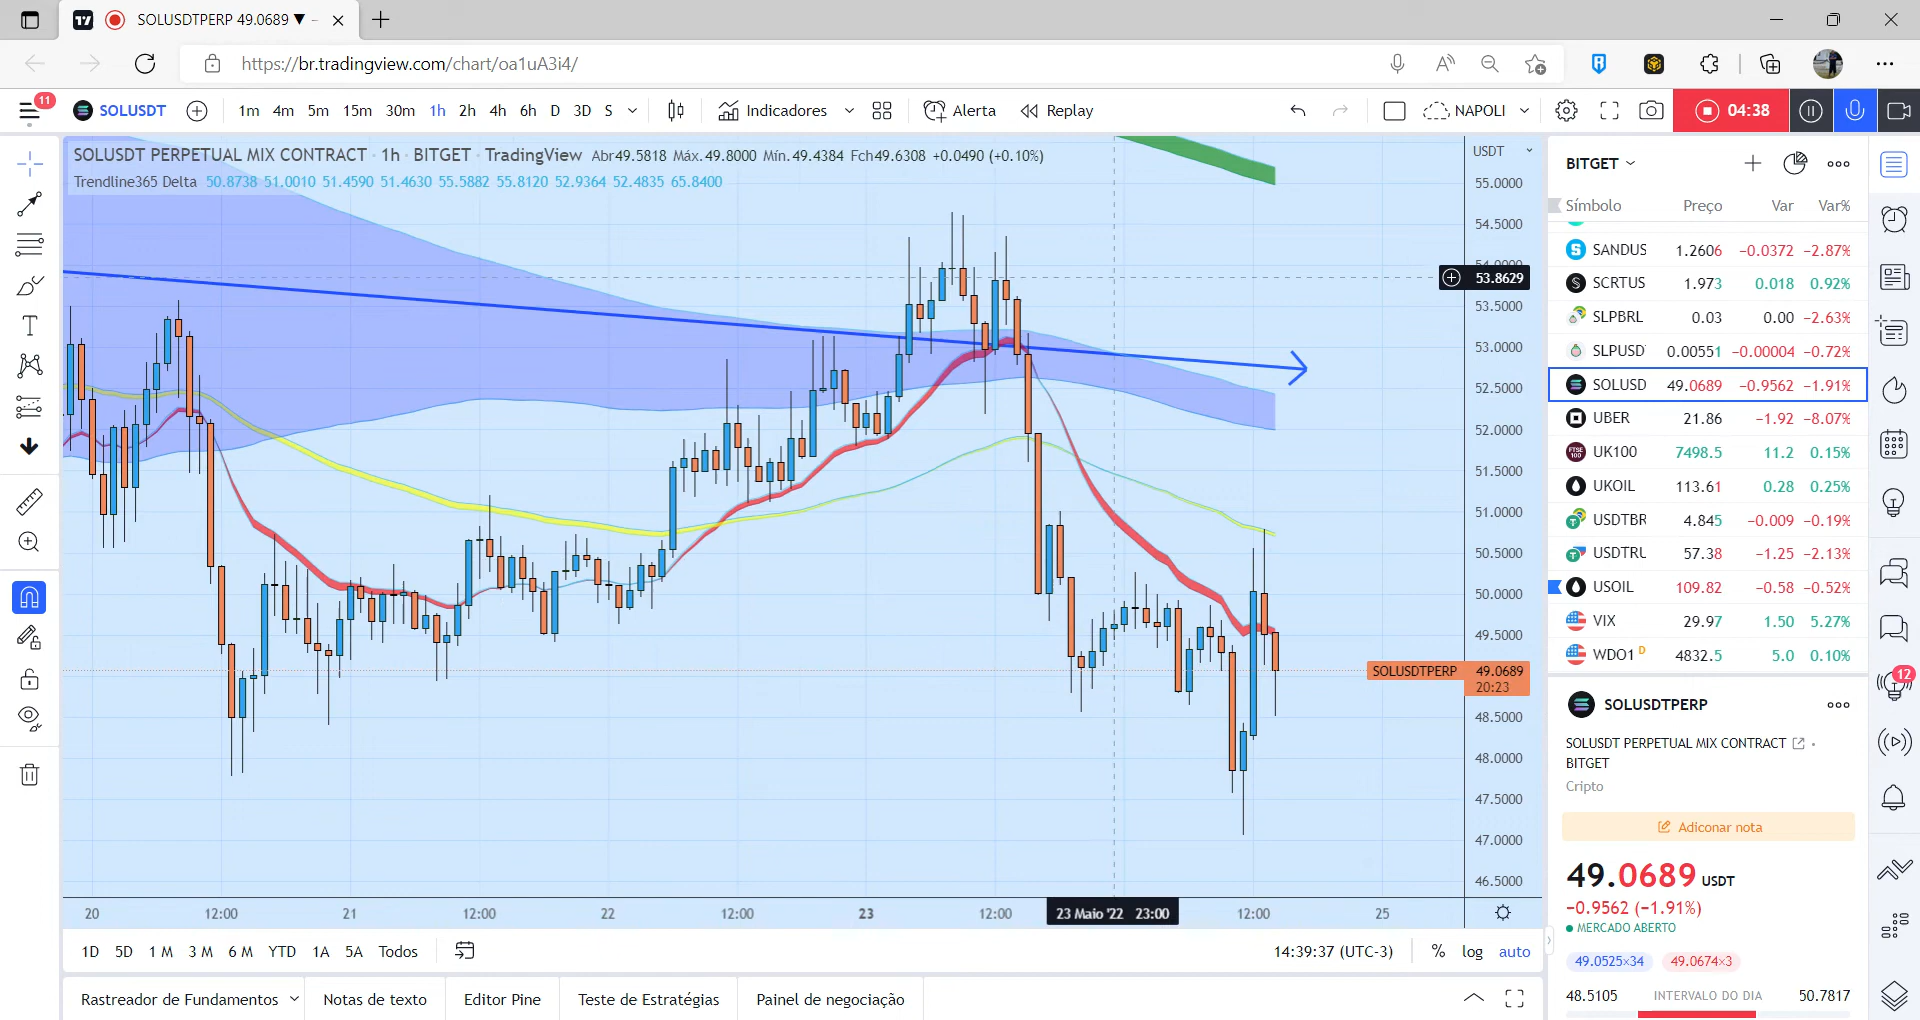 SOLUSDTPERP 49.0689 ▼ -
https://br.tradingview.com/chart/oa1uA3i4/
11
SOLUSDT
1m 4m 5m 15m 30m 1h 2h 4h 6h D 3D S
Indicadores
Alerta
Replay
NAPOLI
04:38
SOLUSDT PERPETUAL MIX CONTRACT · 1h · BITGET · TradingView Abr49.5818 Máx.49.8000 Mín.49.4384 Fch49.6308 +0.0490 (+0.10%)
Trendline365 Delta 50.8738 51.0010 51.4590 51.4630 55.5882 55.8120 52.9364 52.4835 65.8400
USDT
55.0000
54.5000
54.0000
53.8629
53.5000
53.0000
52.5000
52.0000
51.5000
51.0000
50.5000
50.0000
49.5000
SOLUSDTPERP 49.0689
20:23
48.5000
48.0000
47.5000
47.0000
46.5000
20 12:00 21 12:00 22 12:00 23 12:00 23 Maio '22 23:00 12:00 25
1D 5D 1 M 3 M 6 M YTD 1A 5A Todos
14:39:37 (UTC-3) % log auto
Rastreador de Fundamentos Notas de texto Editor Pine Teste de Estratégias Painel de negociação
BITGET
Símbolo Preço Var Var%
SANDUS 1.2606 −0.0372 −2.87%
SCRTUS 1.973 0.018 0.92%
SLPBRL 0.03 0.00 −2.63%
SLPUSD 0.00551 −0.00004 −0.72%
SOLUSD 49.0689 −0.9562 −1.91%
UBER 21.86 −1.92 −8.07%
UK100 7498.5 11.2 0.15%
UKOIL 113.61 0.28 0.25%
USDTBR 4.845 −0.009 −0.19%
USDTRU 57.38 −1.25 −2.13%
USOIL 109.82 −0.58 −0.52%
VIX 29.97 1.50 5.27%
WDO1 D 4832.5 5.0 0.10%
SOLUSDTPERP
SOLUSDT PERPETUAL MIX CONTRACT ·
BITGET
Cripto
Adiconar nota
49.0689 USDT
−0.9562 (−1.91%)
MERCADO ABERTO
49.0525×34 49.0674×3
48.5105 INTERVALO DO DIA 50.7817
12